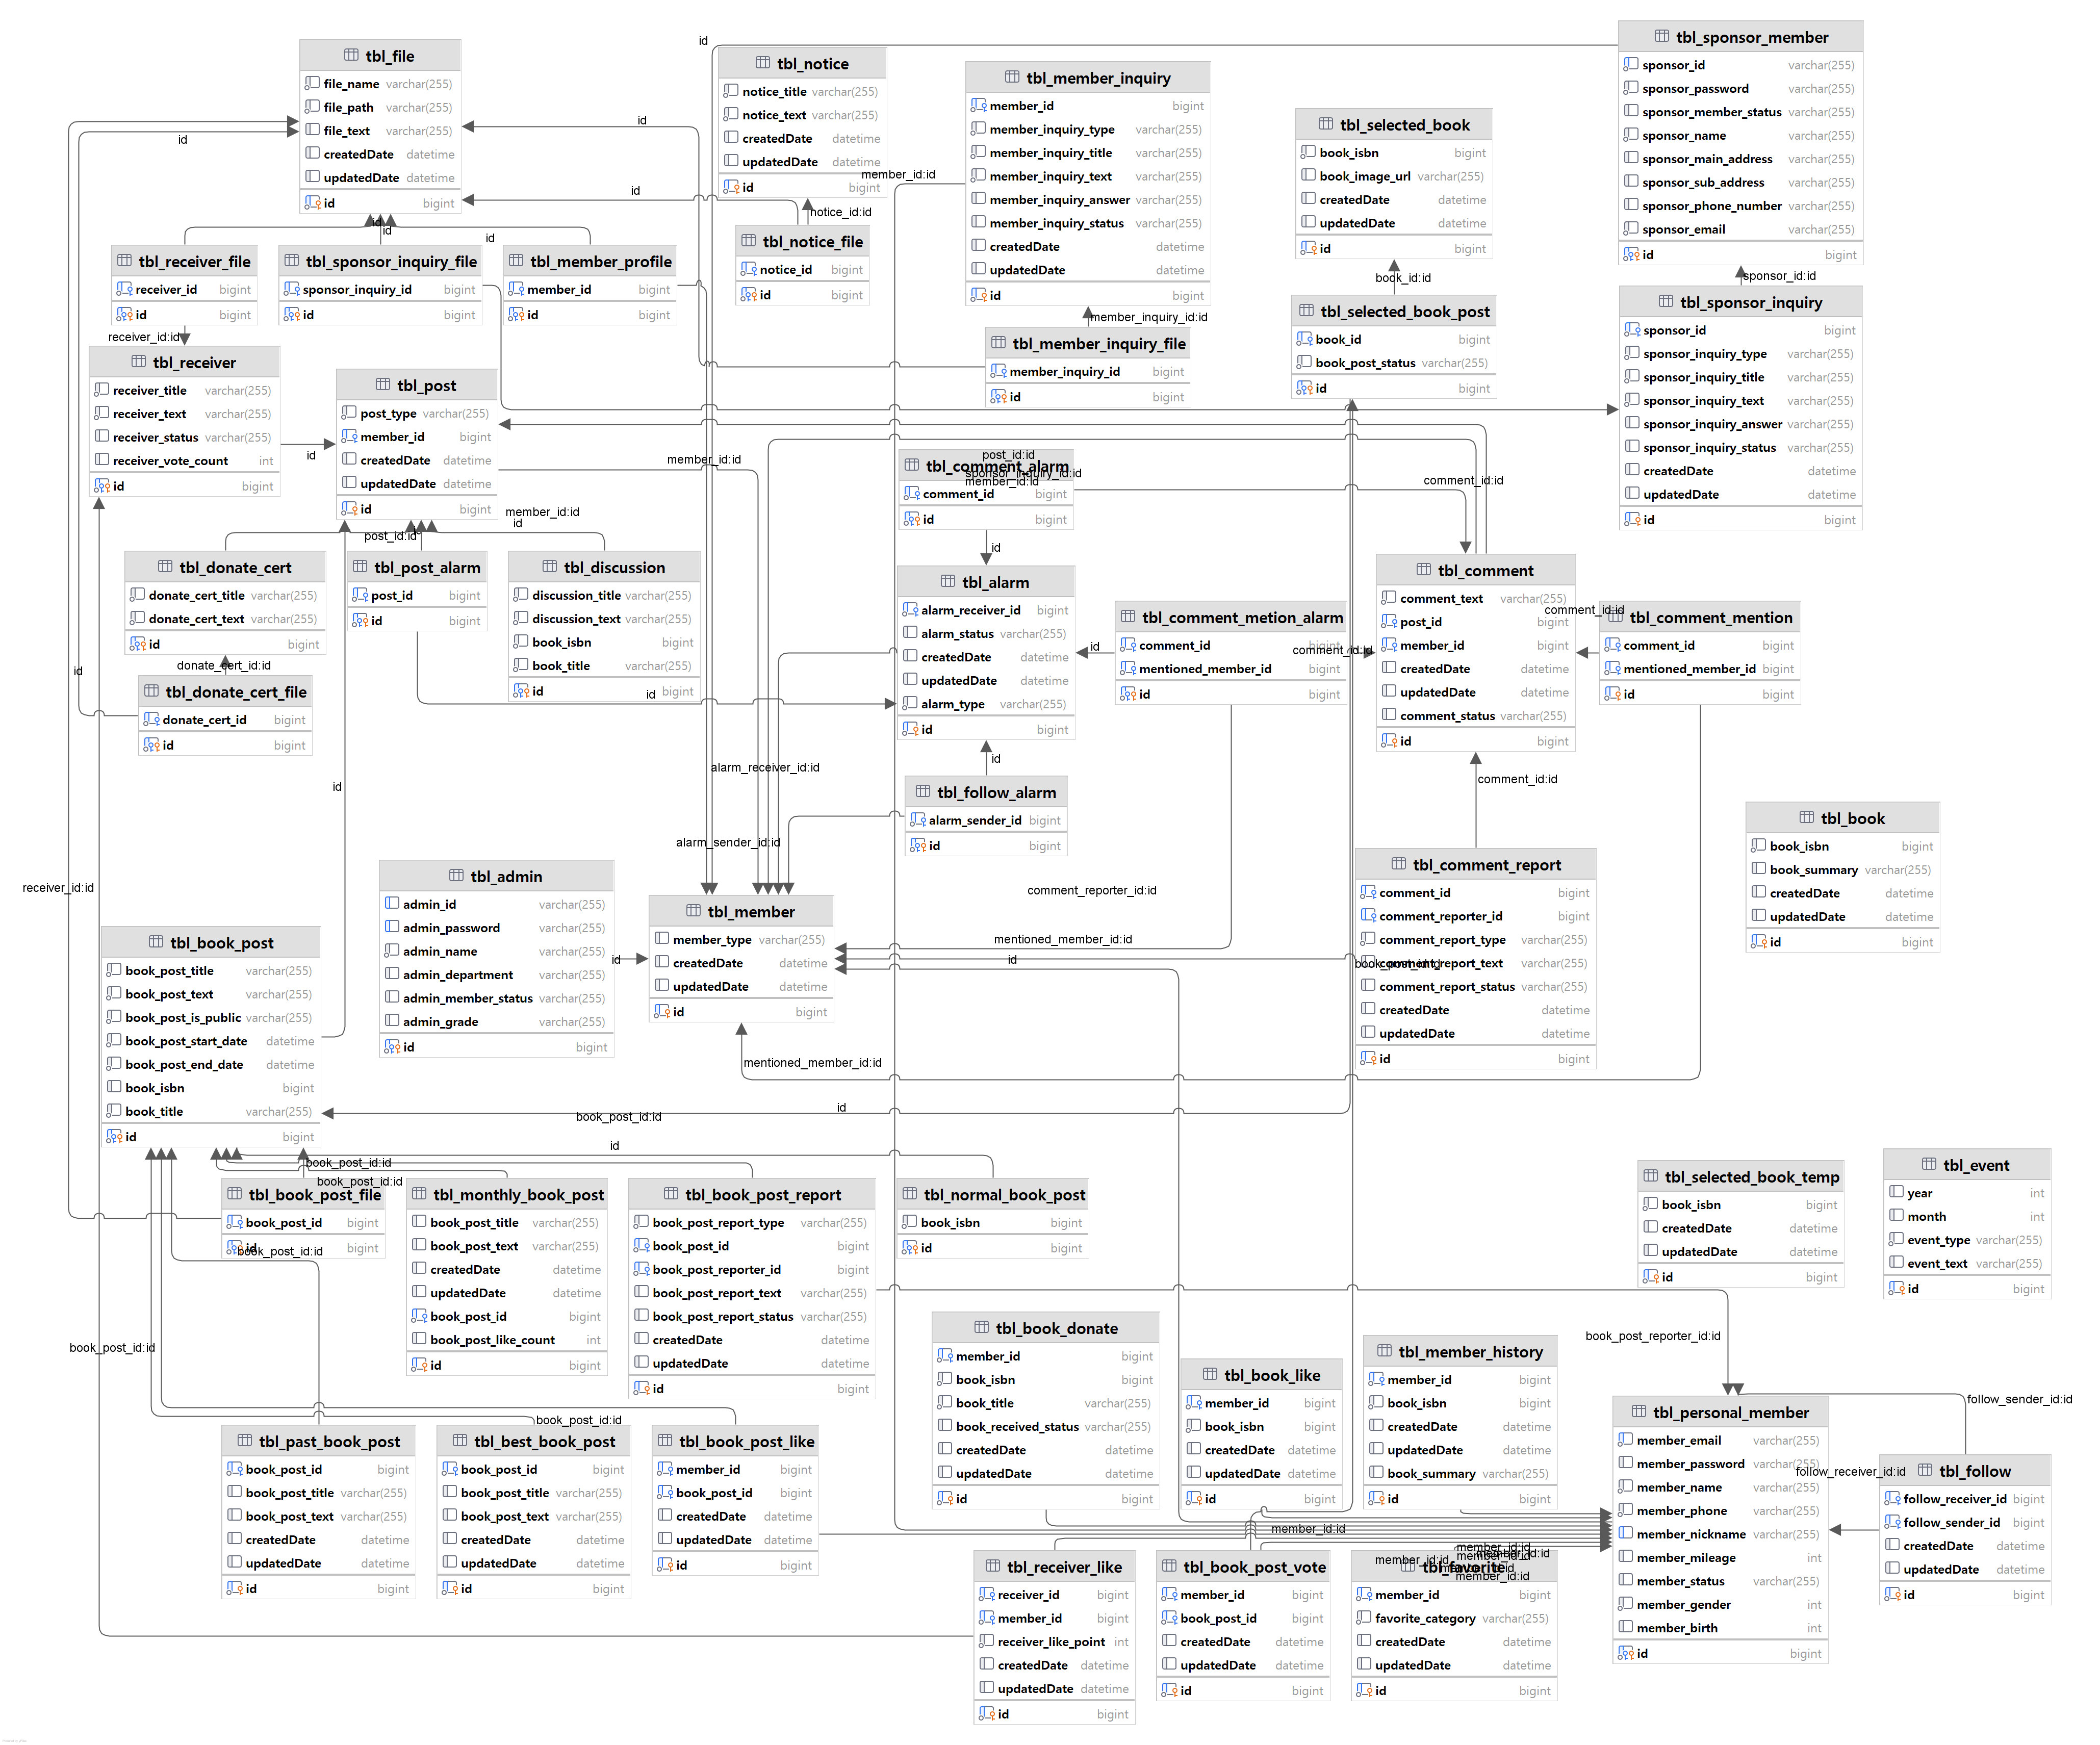 tbl_file
file_name varchar(255)
file_path varchar(255)
file_text varchar(255)
createdDate datetime
updatedDate datetime
id bigint
tbl_notice
notice_title varchar(255)
notice_text varchar(255)
createdDate datetime
updatedDate datetime
id bigint
tbl_member_inquiry
member_id bigint
member_inquiry_type varchar(255)
member_inquiry_title varchar(255)
member_inquiry_text varchar(255)
member_inquiry_answer varchar(255)
member_inquiry_status varchar(255)
createdDate datetime
updatedDate datetime
id bigint
tbl_selected_book
book_isbn bigint
book_image_url varchar(255)
createdDate datetime
updatedDate datetime
id bigint
tbl_sponsor_member
sponsor_id varchar(255)
sponsor_password varchar(255)
sponsor_member_status varchar(255)
sponsor_name varchar(255)
sponsor_main_address varchar(255)
sponsor_sub_address varchar(255)
sponsor_phone_number varchar(255)
sponsor_email varchar(255)
id bigint
id
id
id
id
id
id
id
member_id:id
notice_id:id
book_id:id
sponsor_id:id
tbl_receiver_file
receiver_id bigint
id bigint
tbl_sponsor_inquiry_file
sponsor_inquiry_id bigint
id bigint
tbl_member_profile
member_id bigint
id bigint
tbl_notice_file
notice_id bigint
id bigint
tbl_member_inquiry_file
member_inquiry_id bigint
id bigint
member_inquiry_id:id
tbl_selected_book_post
book_id bigint
book_post_status varchar(255)
id bigint
tbl_sponsor_inquiry
sponsor_id bigint
sponsor_inquiry_type varchar(255)
sponsor_inquiry_title varchar(255)
sponsor_inquiry_text varchar(255)
sponsor_inquiry_answer varchar(255)
sponsor_inquiry_status varchar(255)
createdDate datetime
updatedDate datetime
id bigint
receiver_id:id
tbl_receiver
receiver_title varchar(255)
receiver_text varchar(255)
receiver_status varchar(255)
receiver_vote_count int
id bigint
id
tbl_post
post_type varchar(255)
member_id bigint
createdDate datetime
updatedDate datetime
id bigint
member_id:id
member_id:id
id
post_id:id
tbl_comment_alarm
comment_id bigint
id bigint
post_id:id
sponsor_inquiry_id:id
member_id:id
comment_id:id
id
tbl_donate_cert
donate_cert_title varchar(255)
donate_cert_text varchar(255)
id bigint
donate_cert_id:id
tbl_donate_cert_file
donate_cert_id bigint
id bigint
id
tbl_post_alarm
post_id bigint
id bigint
tbl_discussion
discussion_title varchar(255)
discussion_text varchar(255)
book_isbn bigint
book_title varchar(255)
id bigint
id
tbl_alarm
alarm_receiver_id bigint
alarm_status varchar(255)
createdDate datetime
updatedDate datetime
alarm_type varchar(255)
id bigint
id
tbl_comment_metion_alarm
comment_id bigint
mentioned_member_id bigint
id bigint
comment_id:id
id
tbl_comment
comment_text varchar(255)
post_id bigint
member_id bigint
createdDate datetime
updatedDate datetime
comment_status varchar(255)
id bigint
comment_id:id
tbl_comment_mention
comment_id bigint
mentioned_member_id bigint
id bigint
alarm_receiver_id:id
id
comment_id:id
tbl_follow_alarm
alarm_sender_id bigint
id bigint
alarm_sender_id:id
tbl_book
book_isbn bigint
book_summary varchar(255)
createdDate datetime
updatedDate datetime
id bigint
receiver_id:id
tbl_admin
admin_id varchar(255)
admin_password varchar(255)
admin_name varchar(255)
admin_department varchar(255)
admin_member_status varchar(255)
admin_grade varchar(255)
id bigint
id
tbl_member
member_type varchar(255)
createdDate datetime
updatedDate datetime
id bigint
comment_reporter_id:id
mentioned_member_id:id
id
mentioned_member_id:id
tbl_comment_report
comment_id bigint
comment_reporter_id bigint
comment_report_type varchar(255)
comment_report_text varchar(255)
comment_report_status varchar(255)
createdDate datetime
updatedDate datetime
id bigint
book_post_id:id
tbl_book_post
book_post_title varchar(255)
book_post_text varchar(255)
book_post_is_public varchar(255)
book_post_start_date datetime
book_post_end_date datetime
book_isbn bigint
book_title varchar(255)
id bigint
book_post_id:id
id
id
book_post_id:id
book_post_id:id
tbl_book_post_file
book_post_id bigint
id bigint
book_post_id:id
tbl_monthly_book_post
book_post_title varchar(255)
book_post_text varchar(255)
createdDate datetime
updatedDate datetime
book_post_id bigint
book_post_like_count int
id bigint
tbl_book_post_report
book_post_report_type varchar(255)
book_post_id bigint
book_post_reporter_id bigint
book_post_report_text varchar(255)
book_post_report_status varchar(255)
createdDate datetime
updatedDate datetime
id bigint
tbl_normal_book_post
book_isbn bigint
id bigint
tbl_selected_book_temp
book_isbn bigint
createdDate datetime
updatedDate datetime
id bigint
tbl_event
year int
month int
event_type varchar(255)
event_text varchar(255)
id bigint
book_post_id:id
book_post_reporter_id:id
tbl_book_donate
member_id bigint
book_isbn bigint
book_title varchar(255)
book_received_status varchar(255)
createdDate datetime
updatedDate datetime
id bigint
tbl_book_like
member_id bigint
book_isbn bigint
createdDate datetime
updatedDate datetime
id bigint
tbl_member_history
member_id bigint
book_isbn bigint
createdDate datetime
updatedDate datetime
book_summary varchar(255)
id bigint
tbl_personal_member
member_email varchar(255)
member_password varchar(255)
member_name varchar(255)
member_phone varchar(255)
member_nickname varchar(255)
member_mileage int
member_status varchar(255)
member_gender int
member_birth int
id bigint
follow_sender_id:id
follow_receiver_id:id
tbl_follow
follow_receiver_id bigint
follow_sender_id bigint
createdDate datetime
updatedDate datetime
id bigint
book_post_id:id
tbl_past_book_post
book_post_id bigint
book_post_title varchar(255)
book_post_text varchar(255)
createdDate datetime
updatedDate datetime
id bigint
tbl_best_book_post
book_post_id bigint
book_post_title varchar(255)
book_post_text varchar(255)
createdDate datetime
updatedDate datetime
id bigint
tbl_book_post_like
member_id bigint
book_post_id bigint
createdDate datetime
updatedDate datetime
id bigint
member_id:id
member_id:id
member_id:id
member_id:id
tbl_receiver_like
receiver_id bigint
member_id bigint
receiver_like_point int
createdDate datetime
updatedDate datetime
id bigint
tbl_book_post_vote
member_id bigint
book_post_id bigint
createdDate datetime
updatedDate datetime
id bigint
tbl_favorite
member_id bigint
favorite_category varchar(255)
createdDate datetime
updatedDate datetime
id bigint